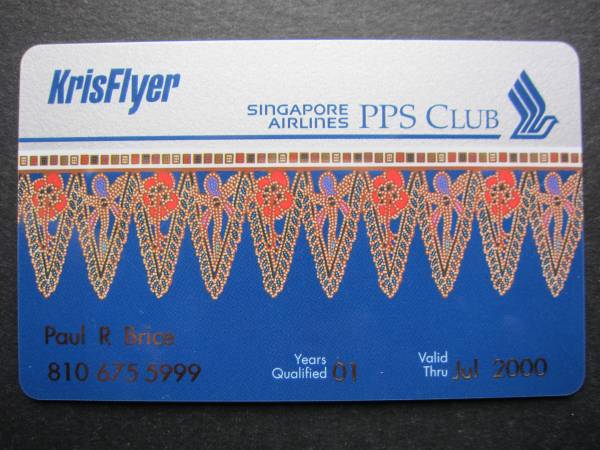 KrisFlyer
SINGAPORE
AIRLINES PPS CLUB
Paul R Brice
810 675 5999
Years
Qualified 01
Valid
Thru Jul 2000